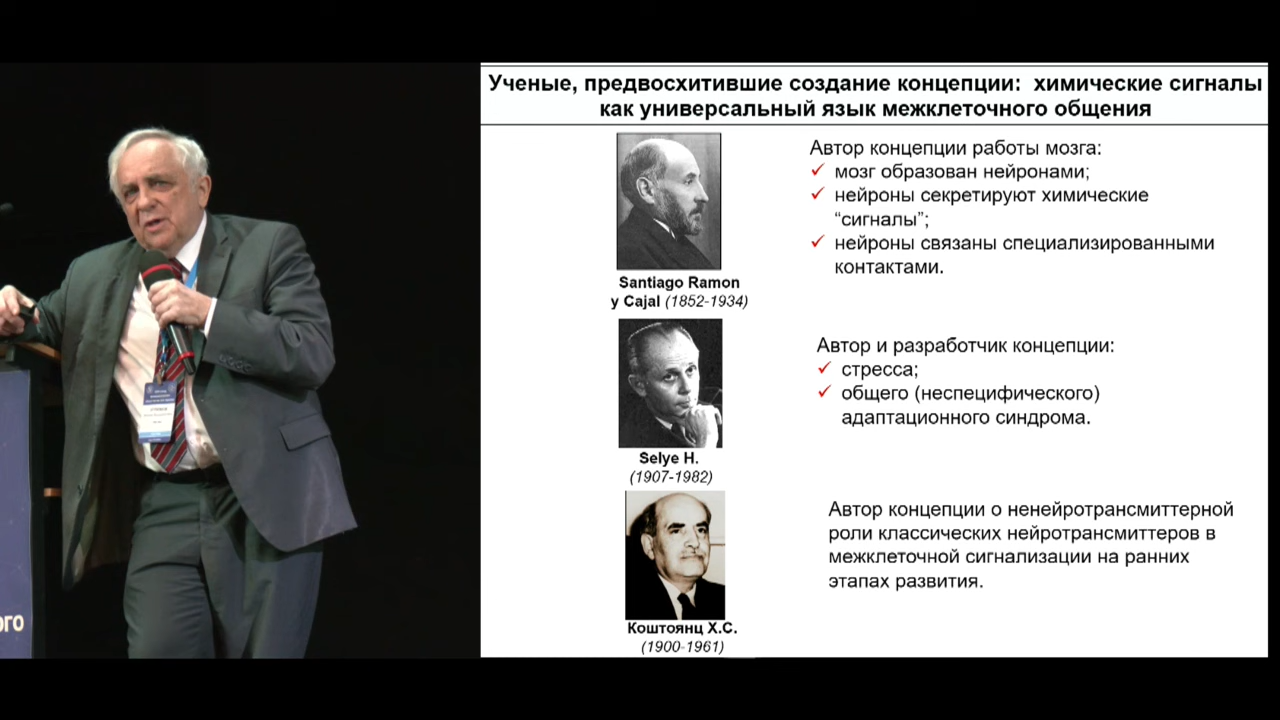 Ученые, предвосхитившие создание концепции: химические сигналы
как универсальный язык межклеточного общения
Автор концепции работы мозга:
мозг образован нейронами;
нейроны секретируют химические
“сигналы”;
нейроны связаны специализированными
контактами.
Santiago Ramon
y Cajal (1852-1934)
Автор и разработчик концепции:
стресса;
общего (неспецифического)
адаптационного синдрома.
Selye H.
(1907-1982)
Автор концепции о ненейротрансмиттерной
роли классических нейротрансмиттеров в
межклеточной сигнализации на ранних
этапах развития.
Коштоянц Х.С.
(1900-1961)
ого